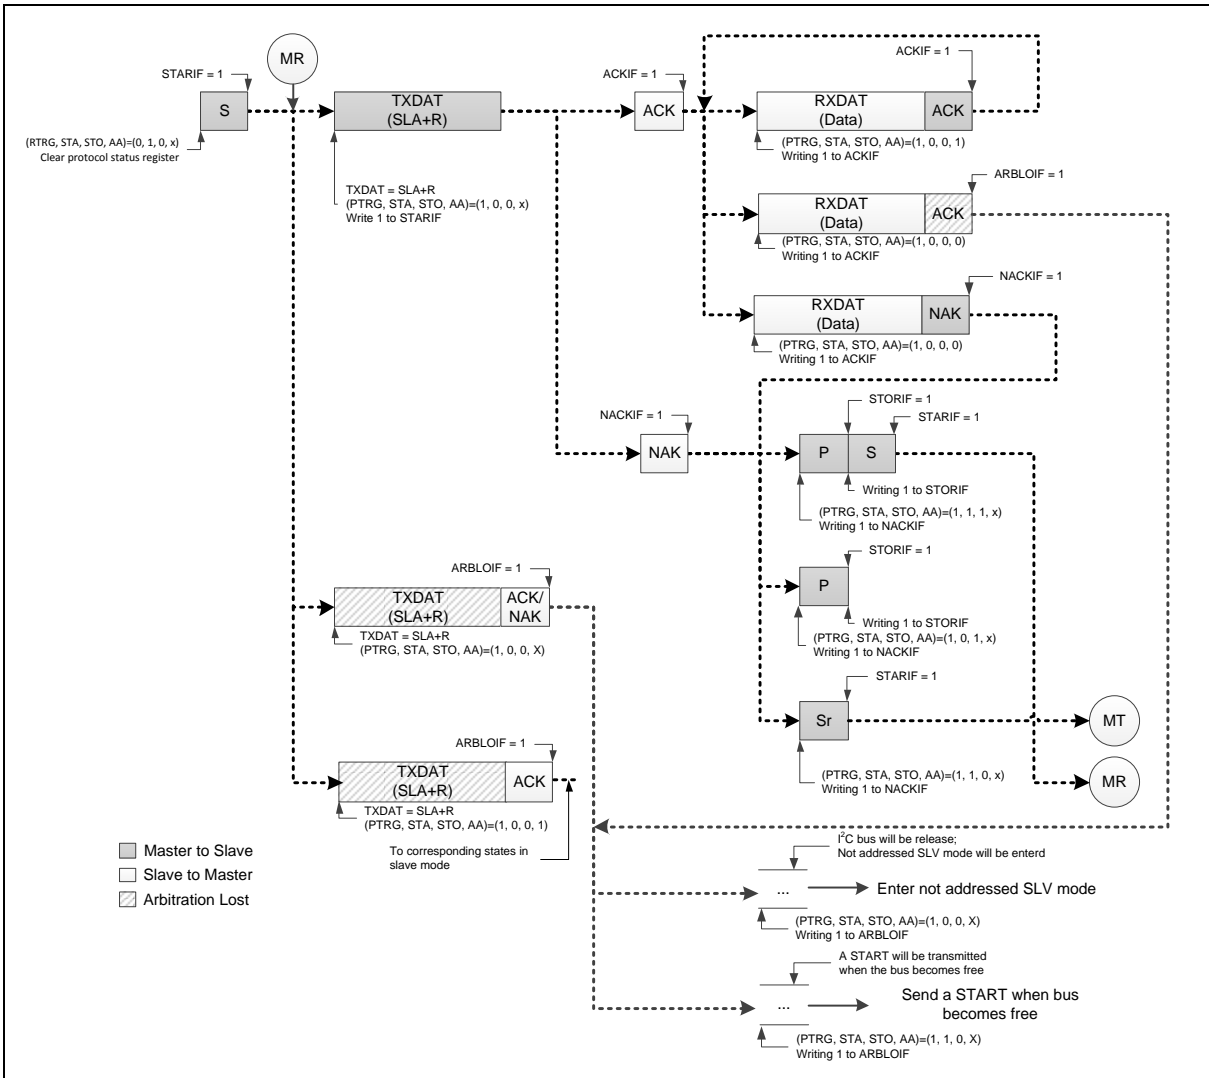 MR
STARIF = 1
S
(RTRG, STA, STO, AA)=(0, 1, 0, x)
Clear protocol status register
TXDAT
(SLA+R)
TXDAT = SLA+R
(PTRG, STA, STO, AA)=(1, 0, 0, x)
Write 1 to STARIF
ACKIF = 1
ACK
ACKIF = 1
RXDAT
(Data)
ACK
(PTRG, STA, STO, AA)=(1, 0, 0, 1)
Writing 1 to ACKIF
ARBLOIF = 1
RXDAT
(Data)
ACK
(PTRG, STA, STO, AA)=(1, 0, 0, 0)
Writing 1 to ACKIF
NACKIF = 1
RXDAT
(Data)
NAK
(PTRG, STA, STO, AA)=(1, 0, 0, 0)
Writing 1 to ACKIF
NACKIF = 1
NAK
STORIF = 1
STARIF = 1
P
S
Writing 1 to STORIF
(PTRG, STA, STO, AA)=(1, 1, 1, x)
Writing 1 to NACKIF
STORIF = 1
P
Writing 1 to STORIF
(PTRG, STA, STO, AA)=(1, 0, 1, x)
Writing 1 to NACKIF
STARIF = 1
Sr
(PTRG, STA, STO, AA)=(1, 1, 0, x)
Writing 1 to NACKIF
MT
MR
ARBLOIF = 1
TXDAT
(SLA+R)
ACK/
NAK
TXDAT = SLA+R
(PTRG, STA, STO, AA)=(1, 0, 0, X)
ARBLOIF = 1
TXDAT
(SLA+R)
ACK
TXDAT = SLA+R
(PTRG, STA, STO, AA)=(1, 0, 0, 1)
To corresponding states in
slave mode
Master to Slave
Slave to Master
Arbitration Lost
I²C bus will be release;
Not addressed SLV mode will be enterd
...
Enter not addressed SLV mode
(PTRG, STA, STO, AA)=(1, 0, 0, X)
Writing 1 to ARBLOIF
A START will be transmitted
when the bus becomes free
...
Send a START when bus
becomes free
(PTRG, STA, STO, AA)=(1, 1, 0, X)
Writing 1 to ARBLOIF